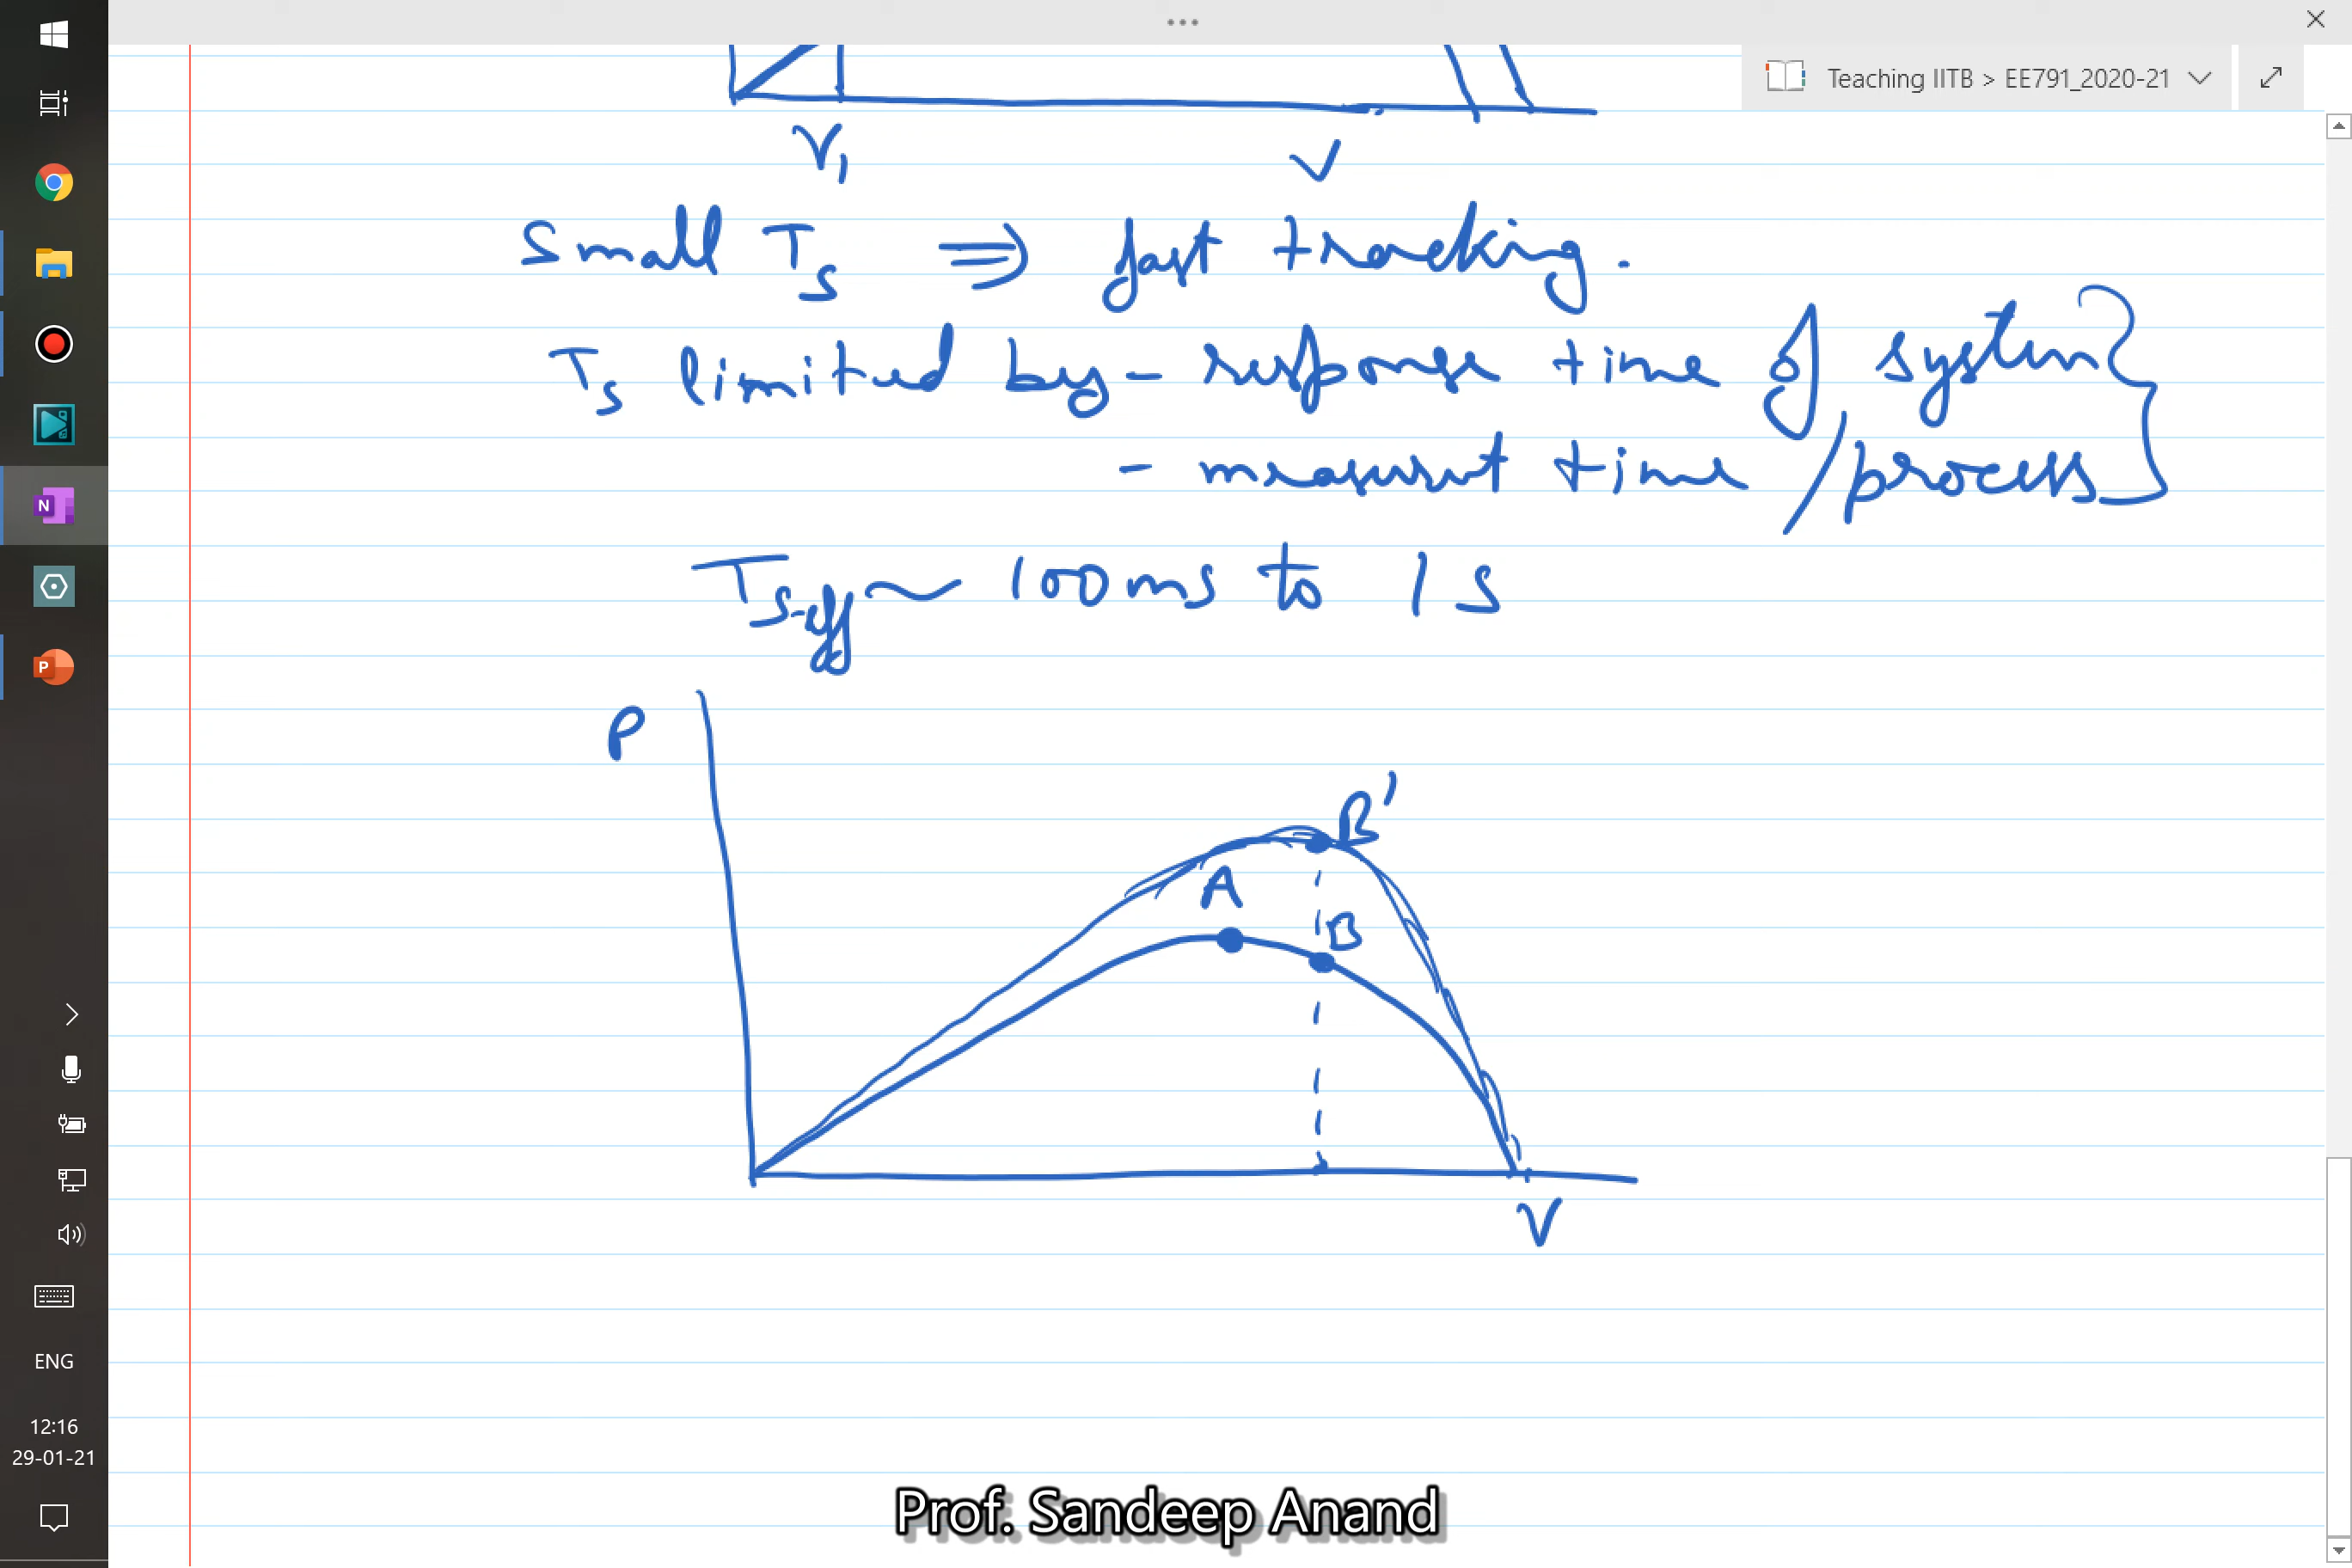 Teaching IITB > EE791_2020-21
V1
V
Small Ts ⇒ fast tracking.
Ts limited by - response time of system
- measurement time / process
Ts-eff ~ 100ms to 1s
P
B'
A
B
V
N
P
ENG
12:16
29-01-21
Prof. Sandeep Anand